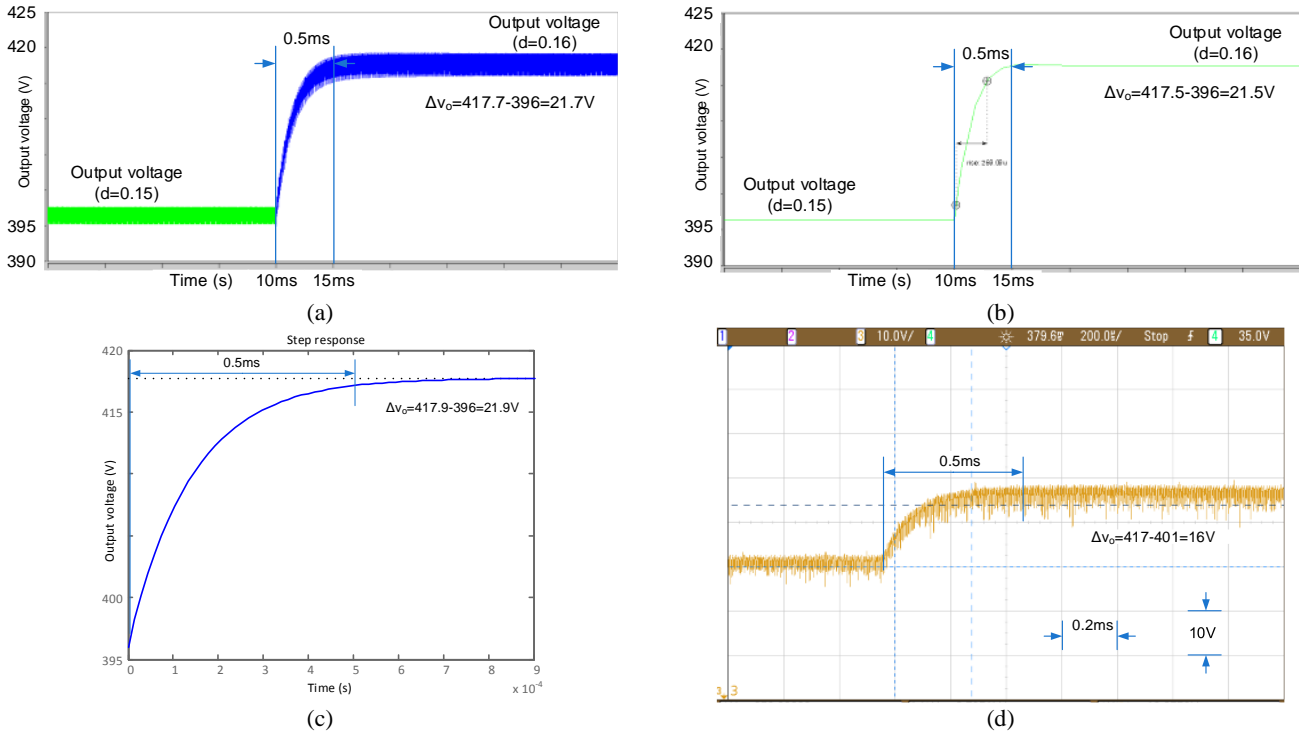 425
420
395
390
Output voltage (V)
0.5ms
Output voltage
(d=0.16)
Δvₒ=417.7-396=21.7V
Output voltage
(d=0.15)
Time (s)
10ms
15ms
(a)
425
420
395
390
Output voltage (V)
0.5ms
Output voltage
(d=0.16)
Δvₒ=417.5-396=21.5V
Output voltage
(d=0.15)
Time (s)
10ms
15ms
(b)
Step response
420
415
400
395
Output voltage (V)
0.5ms
Δvₒ=417.9-396=21.9V
0 1 2 3 4 5 6 7 8 9
Time (s)
x 10⁻⁴
(c)
1 2 3 10.0V/ 4 379.6 200.0 / Stop 4 35.0V
0.5ms
Δvₒ=417-401=16V
0.2ms
10V
3
(d)